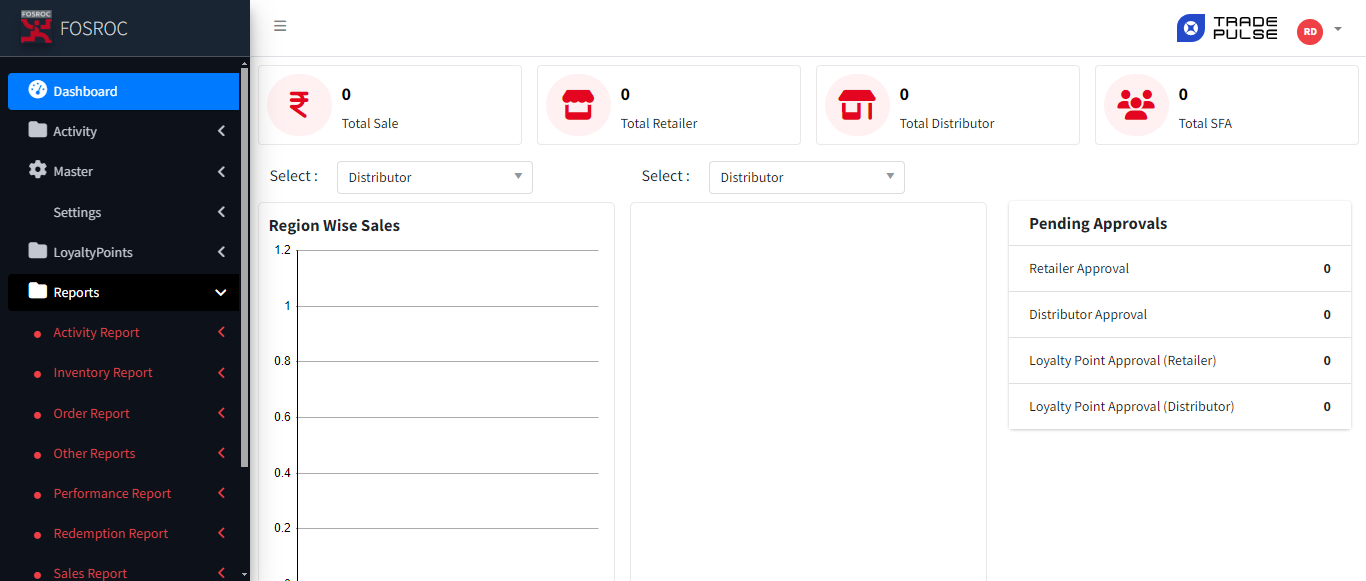 FOSROC
FOSROC
TRADE
PULSE
RD
Dashboard
Activity
Master
Settings
LoyaltyPoints
Reports
Activity Report
Inventory Report
Order Report
Other Reports
Performance Report
Redemption Report
Sales Report
0
Total Sale
0
Total Retailer
0
Total Distributor
0
Total SFA
Select :
Distributor
Select :
Distributor
Region Wise Sales
1.2
1
0.8
0.6
0.4
0.2
0
Pending Approvals
Retailer Approval 0
Distributor Approval 0
Loyalty Point Approval (Retailer) 0
Loyalty Point Approval (Distributor) 0